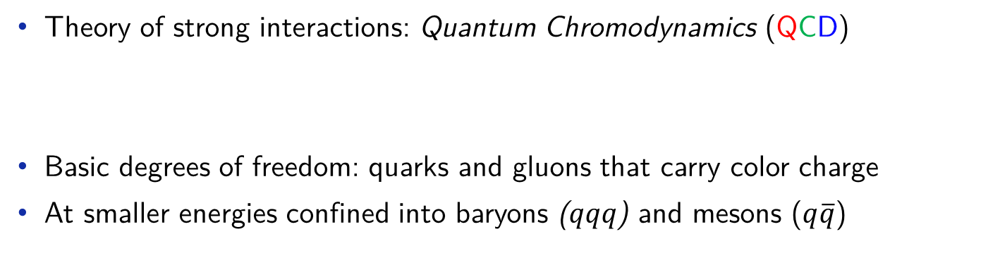 • Theory of strong interactions: Quantum Chromodynamics (QCD)
• Basic degrees of freedom: quarks and gluons that carry color charge
• At smaller energies confined into baryons (qqq) and mesons (qq̄)